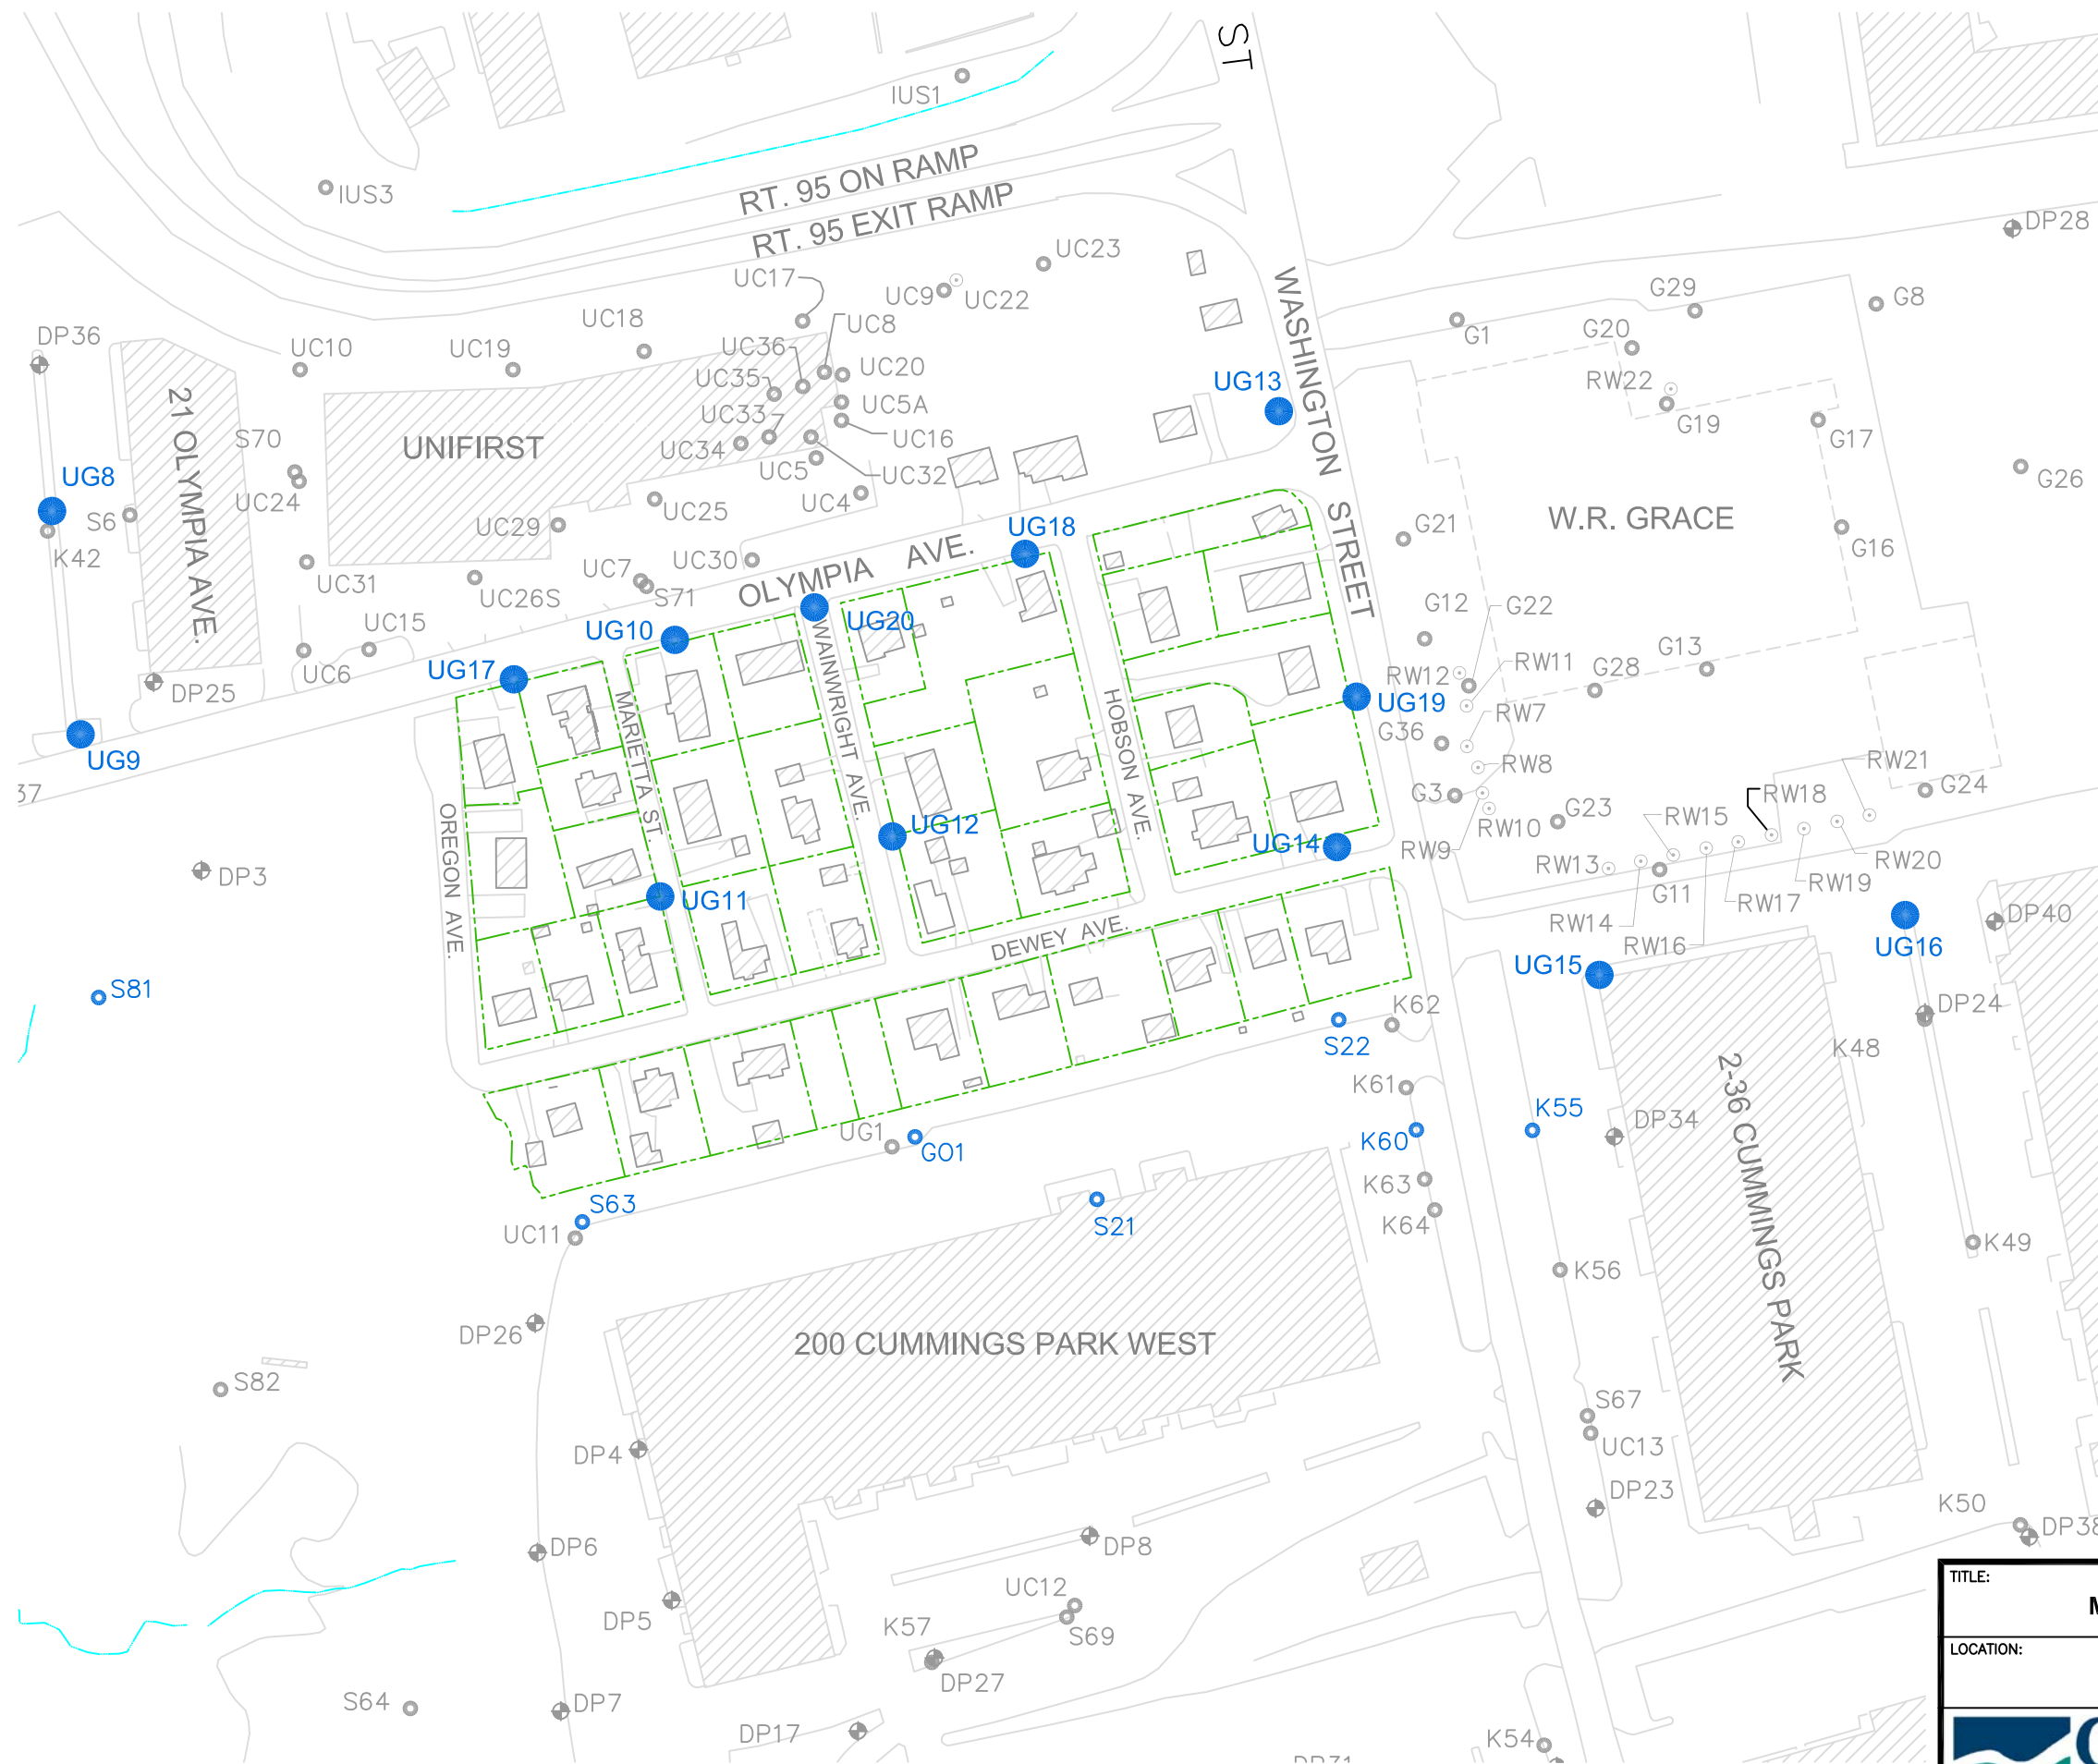 ST
IUS1
RT. 95 ON RAMP
IUS3
RT. 95 EXIT RAMP
DP28
UC23
UC17
UC9
UC22
WASHINGTON STREET
G29
G8
UC18
UC8
G1
G20
DP36
UC10
UC19
UC36
UC20
UC35
RW22
UG13
UC5A
UC33
G19
G17
21 OLYMPIA AVE.
S70
UNIFIRST
UC34
UC16
UC5
UC32
UG8
UC24
UC4
G26
S6
UC25
UC29
G21
W.R. GRACE
UG18
K42
UC30
OLYMPIA AVE.
G16
UC31
UC26S
UC7
S71
G12
G22
UG10
UG20
UC15
UC6
UG17
RW12
RW11
G28
G13
DP25
MARIETTA ST.
WAINWRIGHT AVE.
HOBSON AVE.
UG19
G36
RW7
UG9
RW8
RW21
37
G3
RW18
G24
OREGON AVE.
UG12
RW10
G23
RW15
UG14
RW9
RW13
RW20
DP3
G11
RW19
UG11
RW14
RW17
DP40
DEWEY AVE.
RW16
UG16
UG15
S81
DP24
K62
S22
K48
K61
2-36 CUMMINGS PARK
K55
DP34
UG1
GO1
K60
K63
S63
S21
K64
UC11
K49
K56
DP26
200 CUMMINGS PARK WEST
S82
S67
UC13
DP4
DP23
K50
DP38
DP6
DP8
TITLE:
UC12
DP5
K57
S69
LOCATION:
DP27
S64
DP7
DP17
K54